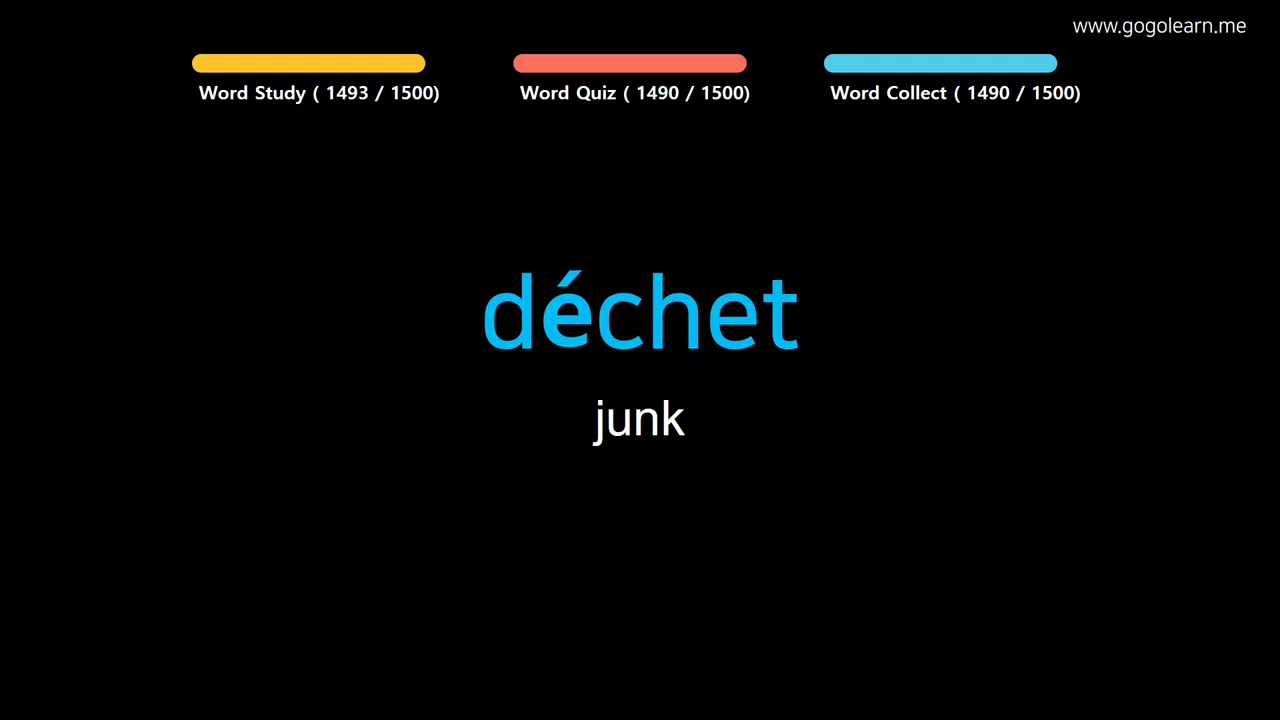 www.gogolearn.me
Word Study ( 1493 / 1500)
Word Quiz ( 1490 / 1500)
Word Collect ( 1490 / 1500)
déchet
junk